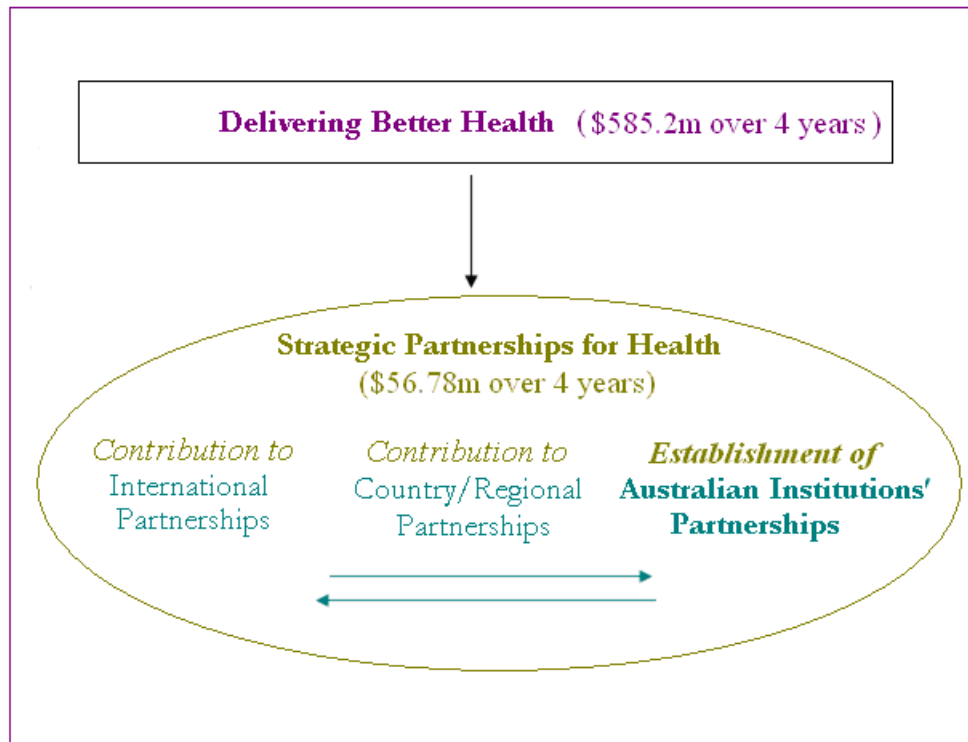 Delivering Better Health ($585.2m over 4 years)
Strategic Partnerships for Health
($56.78m over 4 years)
Contribution to
International
Partnerships
Contribution to
Country/Regional
Partnerships
Establishment of
Australian Institutions'
Partnerships